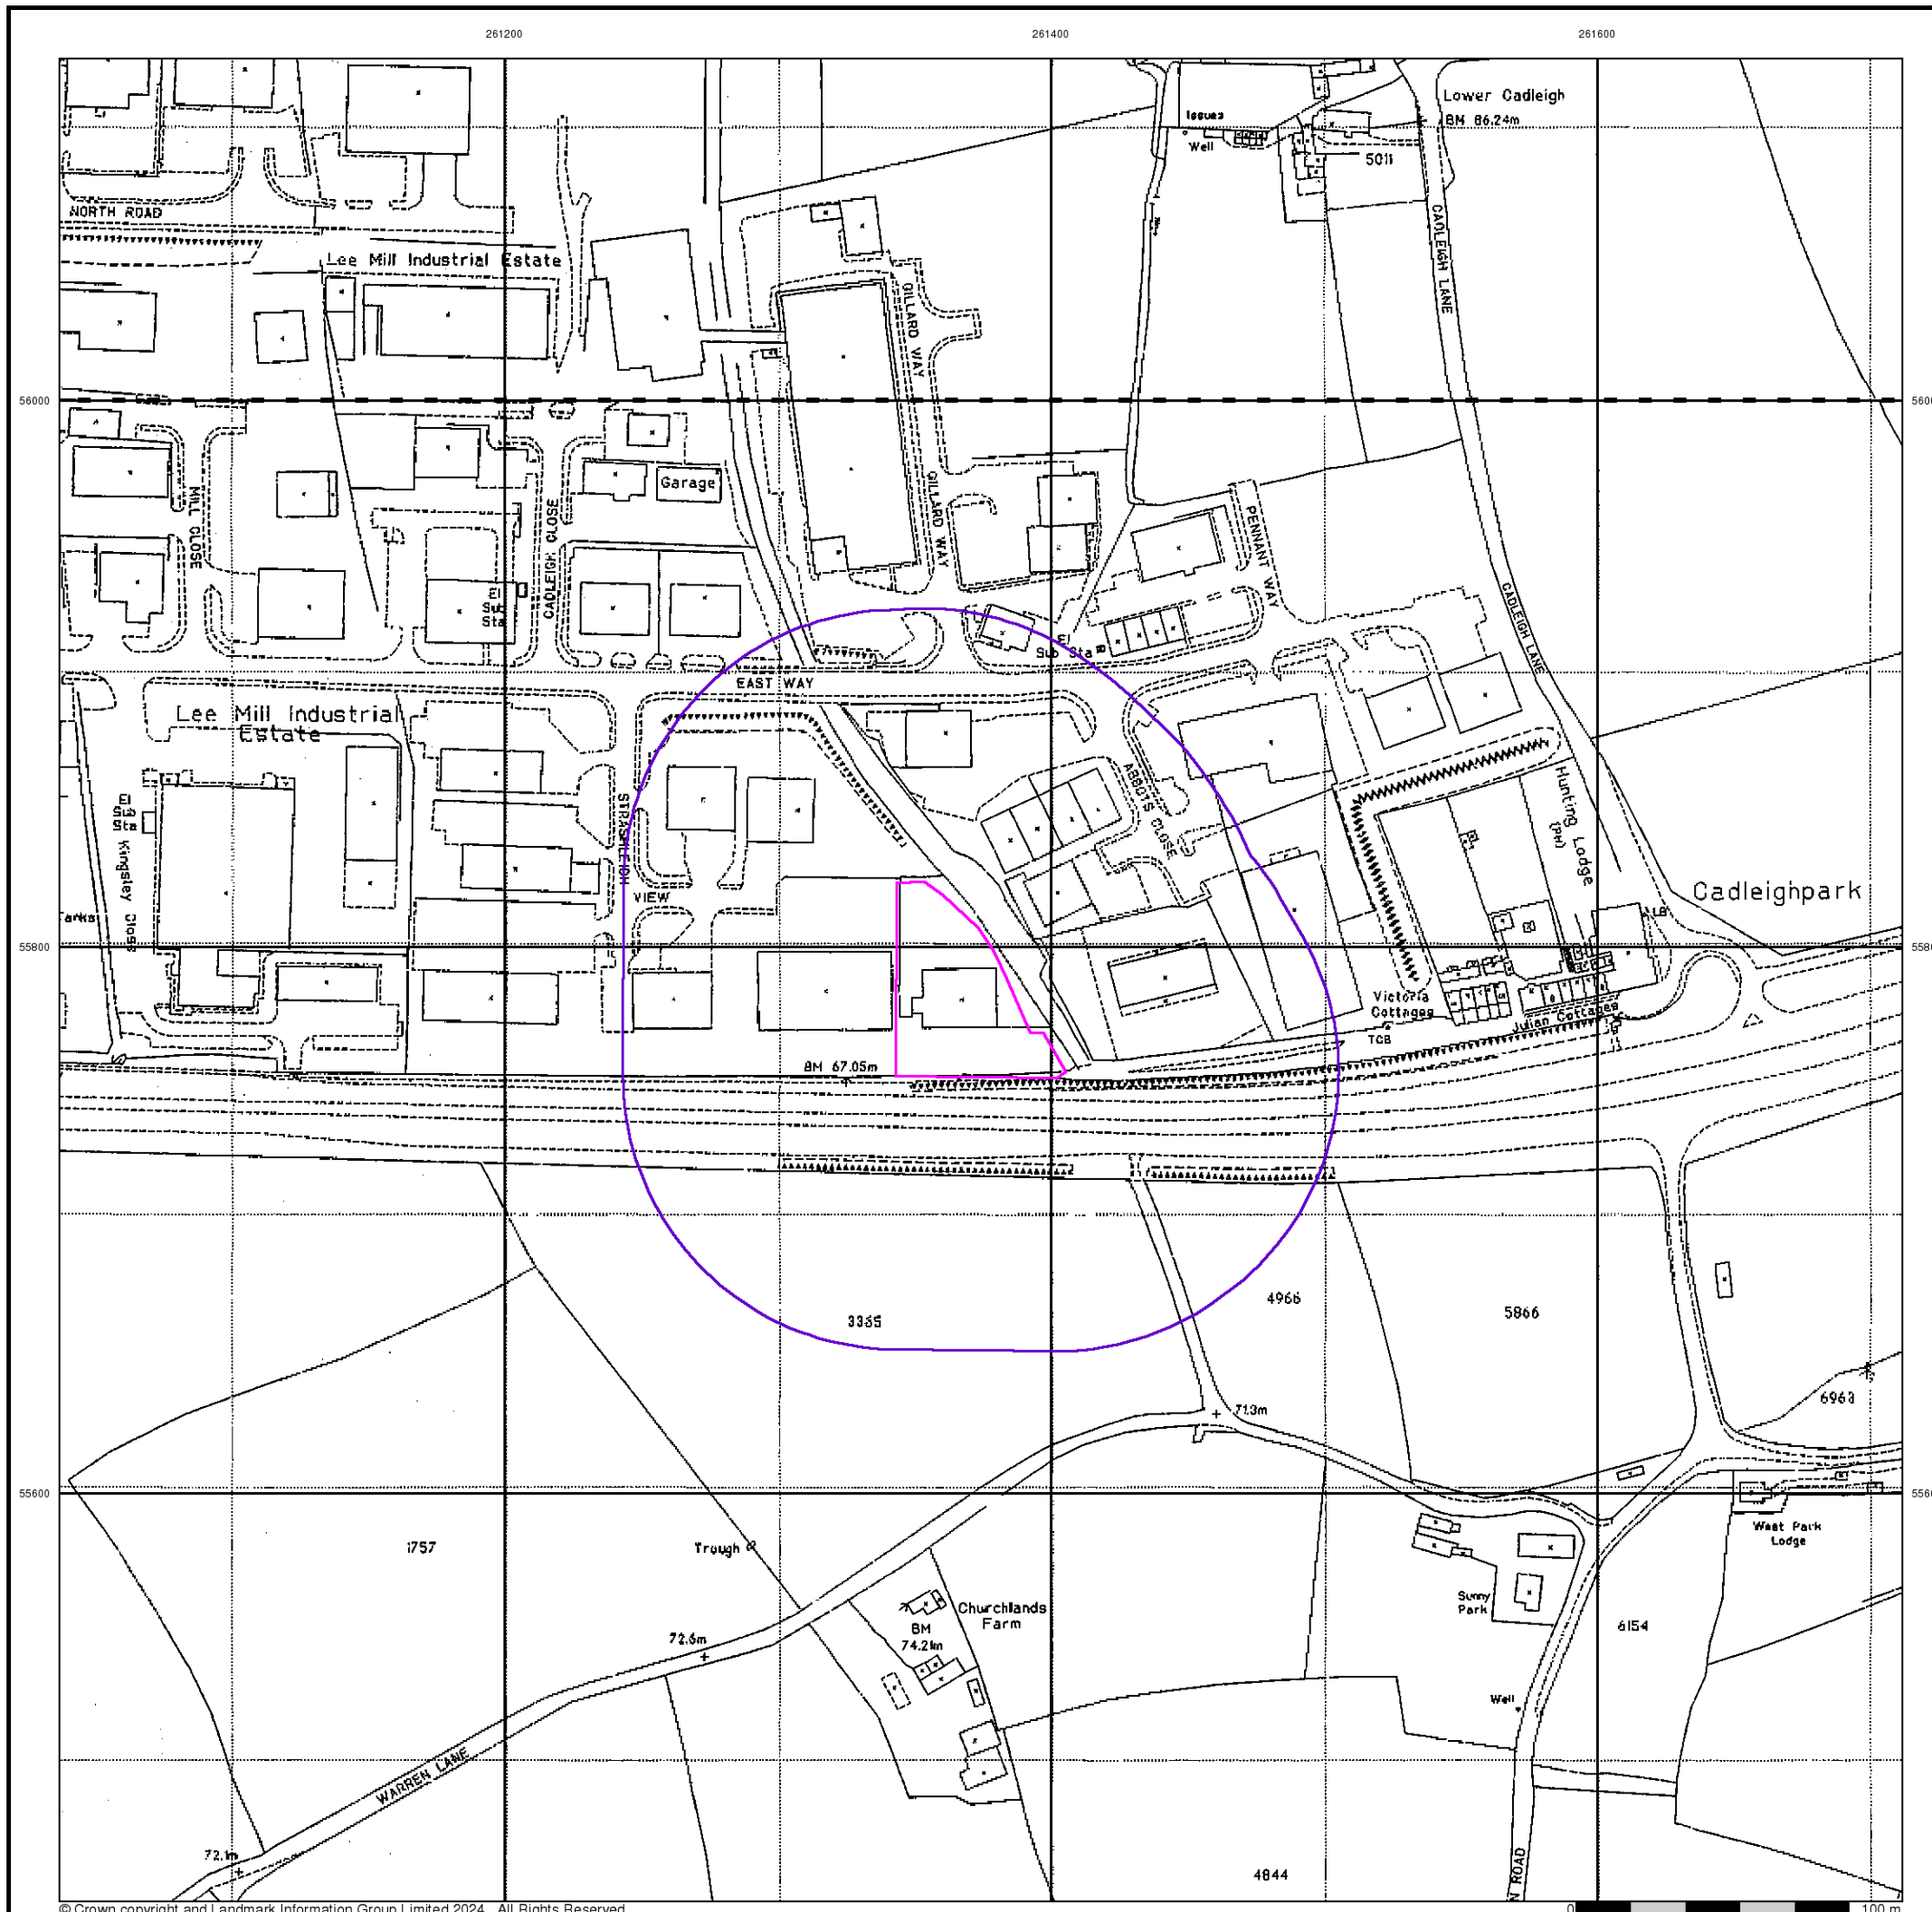 261200
261400
261600
Lower Cadleigh
BM 86.24m
Issues
Well
5011
NORTH ROAD
CADLEIGH LANE
Lee Mill Industrial Estate
GILLARD WAY
56000
Garage
MILL CLOSE
CADLEIGH CLOSE
GILLARD WAY
PENNANT WAY
El
Sub
Sta
CADLEIGH LANE
El
Sub Sta
EAST WAY
Lee Mill Industrial
Estate
El
Sub
Sta
Kingsley Close
STRASHLEIGH
VIEW
ABBOTS CLOSE
Hunting Lodge
(PH)
Cadleighpark
LB
arks
55800
Victoria
Cottages
Julian Cottages
TCB
BM 67.05m
3365
4966
5866
71.3m
6963
55600
1757
Trough
West Park
Lodge
Churchlands
Farm
BM
74.21m
Sunny
Park
6154
72.6m
Well
WARREN LANE
72.1m
4844
N ROAD
© Crown copyright and Landmark Information Group Limited 2024. All Rights Reserved.
0
100 m